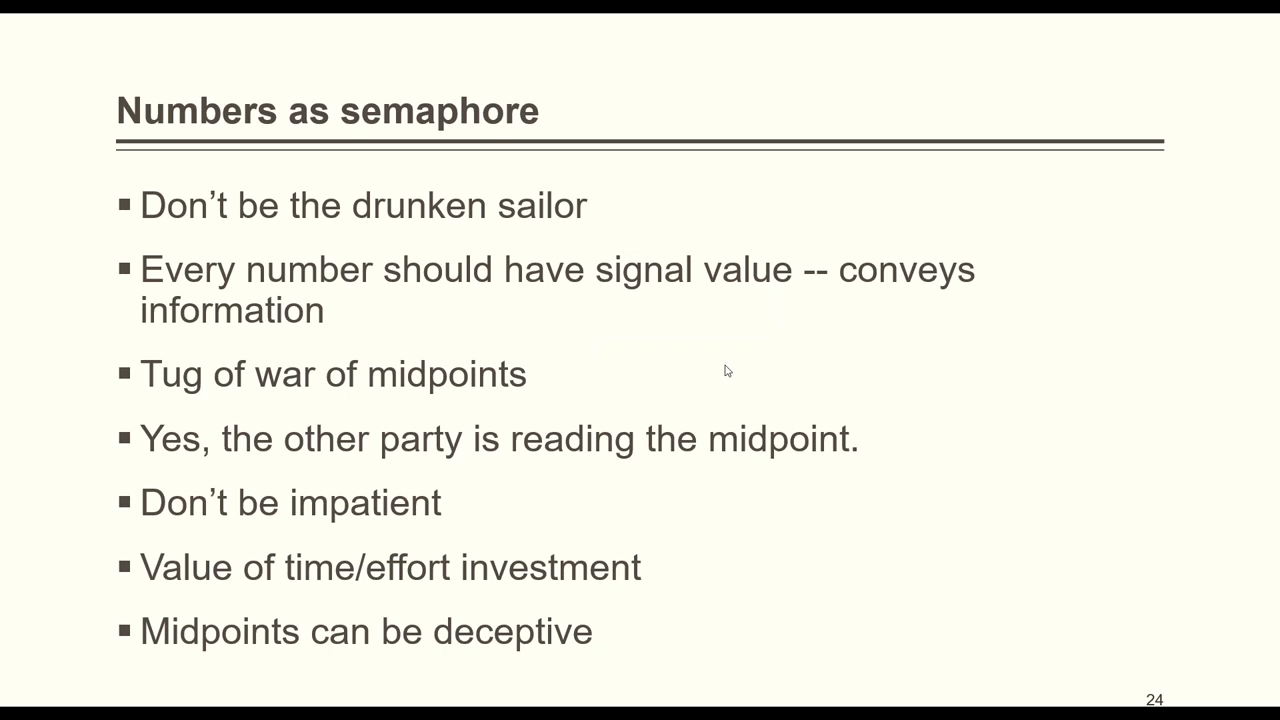 Numbers as semaphore
▪ Don’t be the drunken sailor
▪ Every number should have signal value -- conveys
information
▪ Tug of war of midpoints
▪ Yes, the other party is reading the midpoint.
▪ Don’t be impatient
▪ Value of time/effort investment
▪ Midpoints can be deceptive
24